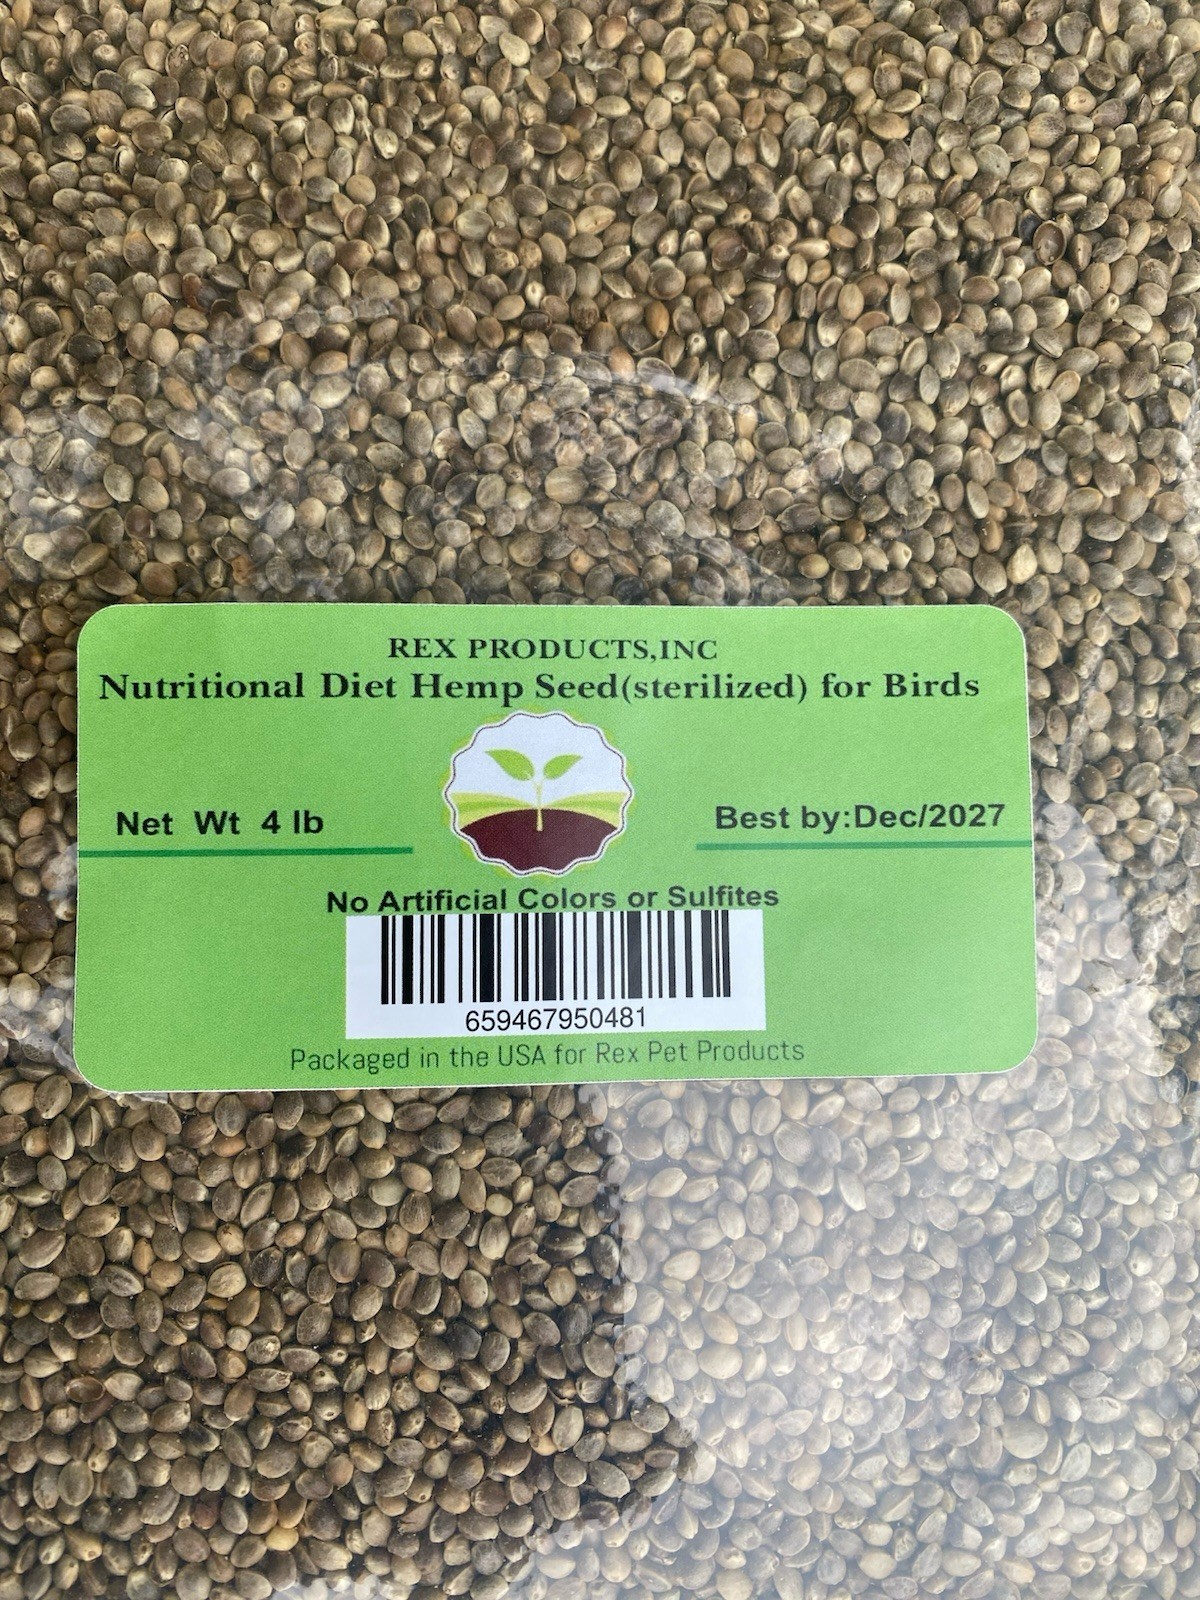 REX PRODUCTS,INC
Nutritional Diet Hemp Seed(sterilized) for Birds
Net Wt 4 lb
Best by:Dec/2027
No Artificial Colors or Sulfites
659467950481
Packaged in the USA for Rex Pet Products